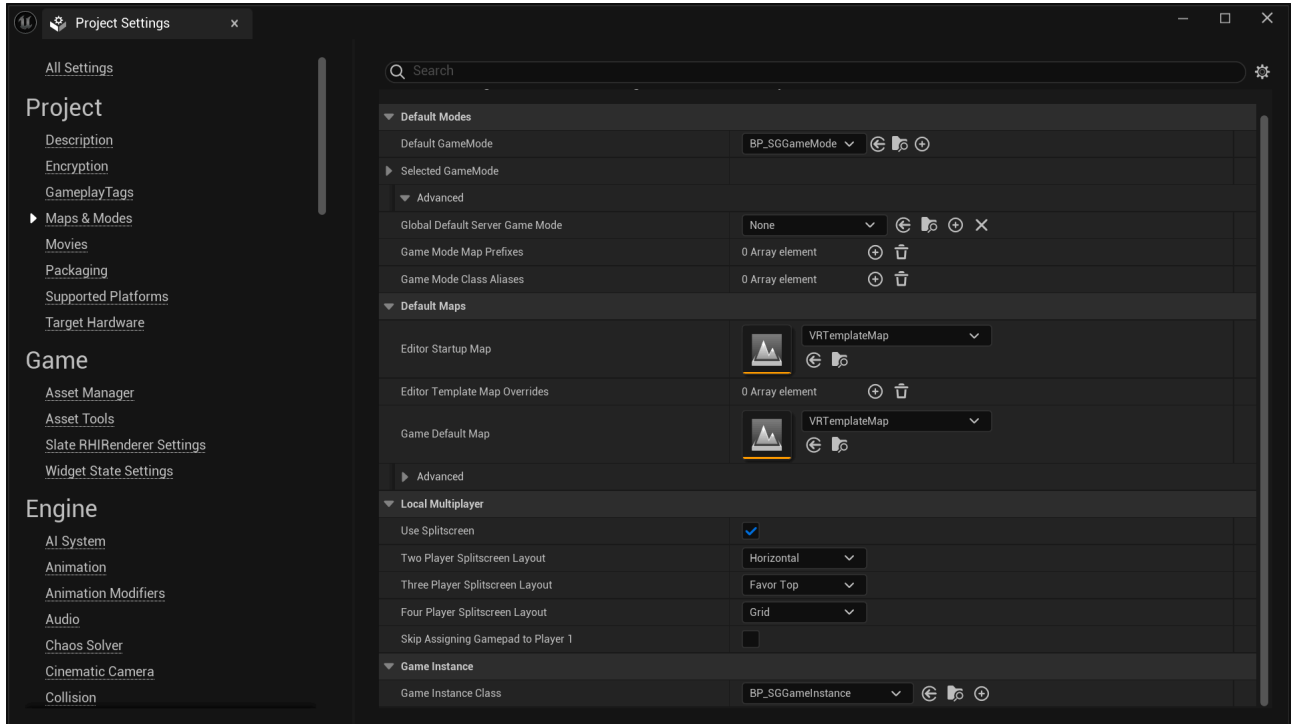 Project Settings
All Settings
Project
Description
Encryption
GameplayTags
Maps & Modes
Movies
Packaging
Supported Platforms
Target Hardware
Game
Asset Manager
Asset Tools
Slate RHIRenderer Settings
Widget State Settings
Engine
AI System
Animation
Animation Modifiers
Audio
Chaos Solver
Cinematic Camera
Collision
Search
Default Modes
Default GameMode BP_SGGameMode
Selected GameMode
Advanced
Global Default Server Game Mode None
Game Mode Map Prefixes 0 Array element
Game Mode Class Aliases 0 Array element
Default Maps
Editor Startup Map VRTemplateMap
Editor Template Map Overrides 0 Array element
Game Default Map VRTemplateMap
Advanced
Local Multiplayer
Use Splitscreen
Two Player Splitscreen Layout Horizontal
Three Player Splitscreen Layout Favor Top
Four Player Splitscreen Layout Grid
Skip Assigning Gamepad to Player 1
Game Instance
Game Instance Class BP_SGGameInstance